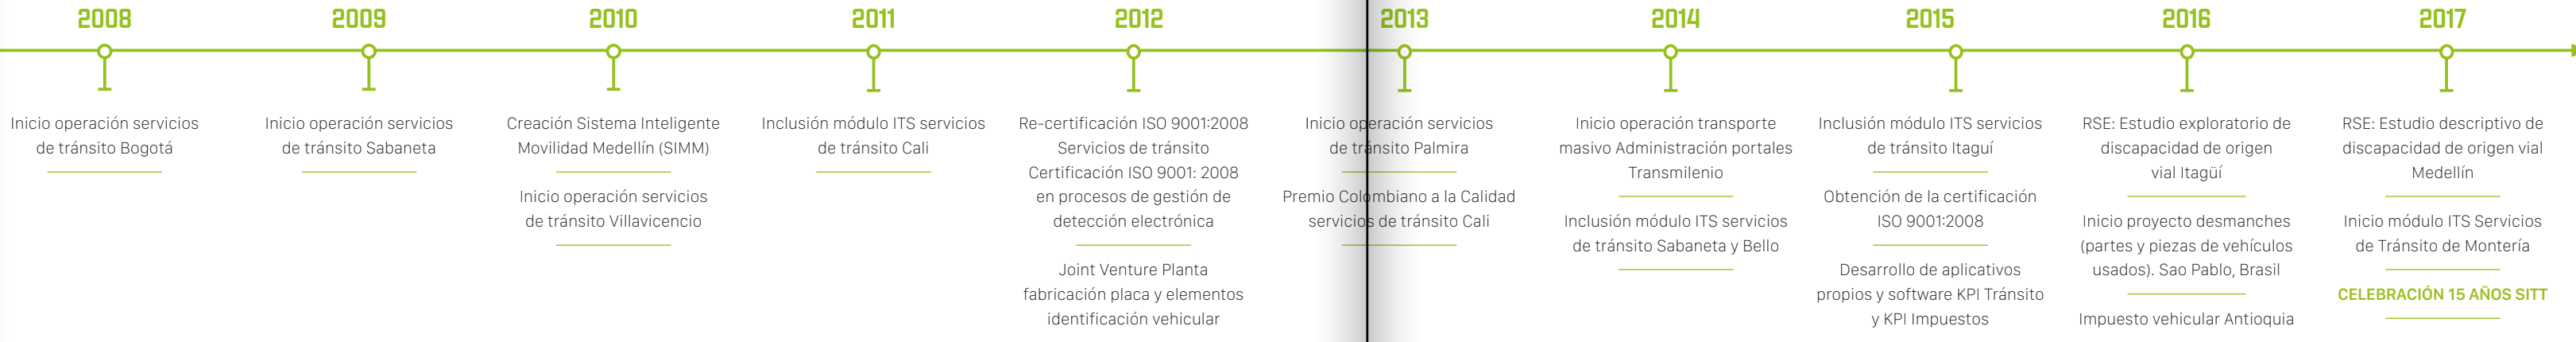 2008
Inicio operación servicios
de tránsito Bogotá
2009
Inicio operación servicios
de tránsito Sabaneta
2010
Creación Sistema Inteligente
Movilidad Medellín (SIMM)
Inicio operación servicios
de tránsito Villavicencio
2011
Inclusión módulo ITS servicios
de tránsito Cali
2012
Re-certificación ISO 9001:2008
Servicios de tránsito
Certificación ISO 9001: 2008
en procesos de gestión de
detección electrónica
Joint Venture Planta
fabricación placa y elementos
identificación vehicular
2013
Inicio operación servicios
de tránsito Palmira
Premio Colombiano a la Calidad
servicios de tránsito Cali
2014
Inicio operación transporte
masivo Administración portales
Transmilenio
Inclusión módulo ITS servicios
de tránsito Sabaneta y Bello
2015
Inclusión módulo ITS servicios
de tránsito Itaguí
Obtención de la certificación
ISO 9001:2008
Desarrollo de aplicativos
propios y software KPI Tránsito
y KPI Impuestos
2016
RSE: Estudio exploratorio de
discapacidad de origen
vial Itagüí
Inicio proyecto desmanches
(partes y piezas de vehículos
usados). Sao Pablo, Brasil
Impuesto vehicular Antioquia
2017
RSE: Estudio descriptivo de
discapacidad de origen vial
Medellín
Inicio módulo ITS Servicios
de Tránsito de Montería
CELEBRACIÓN 15 AÑOS SITT